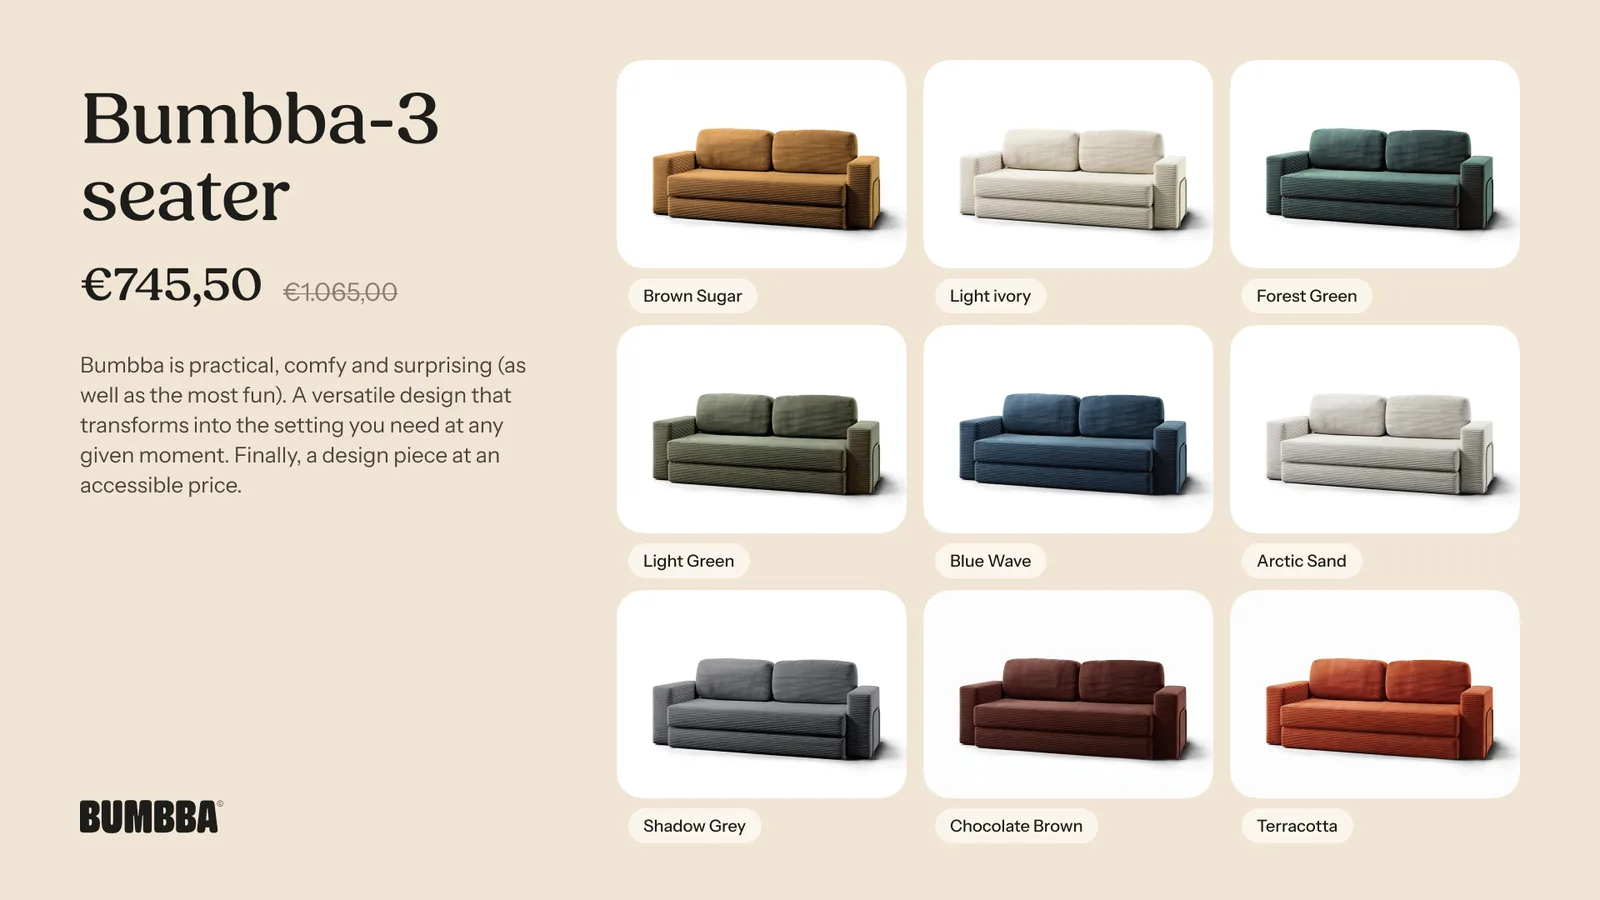 Bumbba-3
seater
€745,50 €1.065,00
Bumbba is practical, comfy and surprising (as
well as the most fun). A versatile design that
transforms into the setting you need at any
given moment. Finally, a design piece at an
accessible price.
BUMBBA©
Brown Sugar
Light ivory
Forest Green
Light Green
Blue Wave
Arctic Sand
Shadow Grey
Chocolate Brown
Terracotta